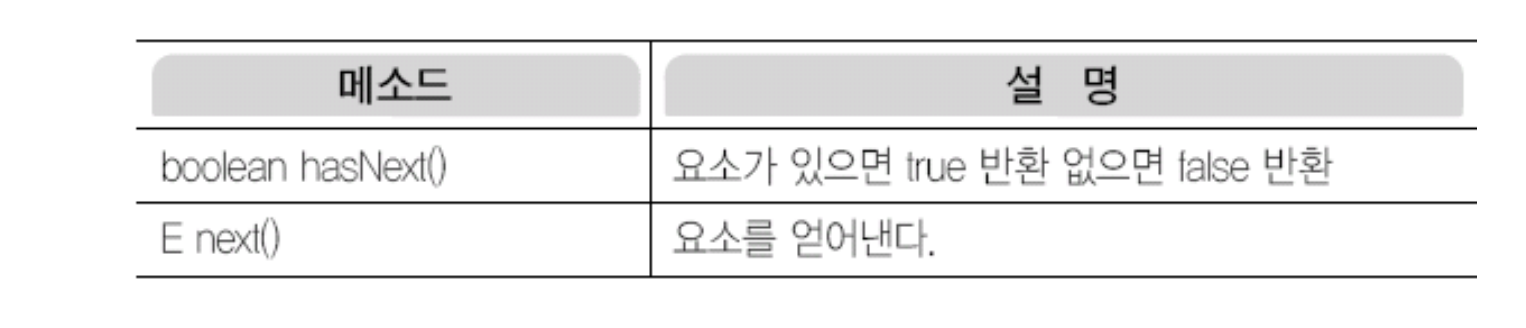 메소드 설 명
boolean hasNext() 요소가 있으면 true 반환 없으면 false 반환
E next() 요소를 얻어낸다.